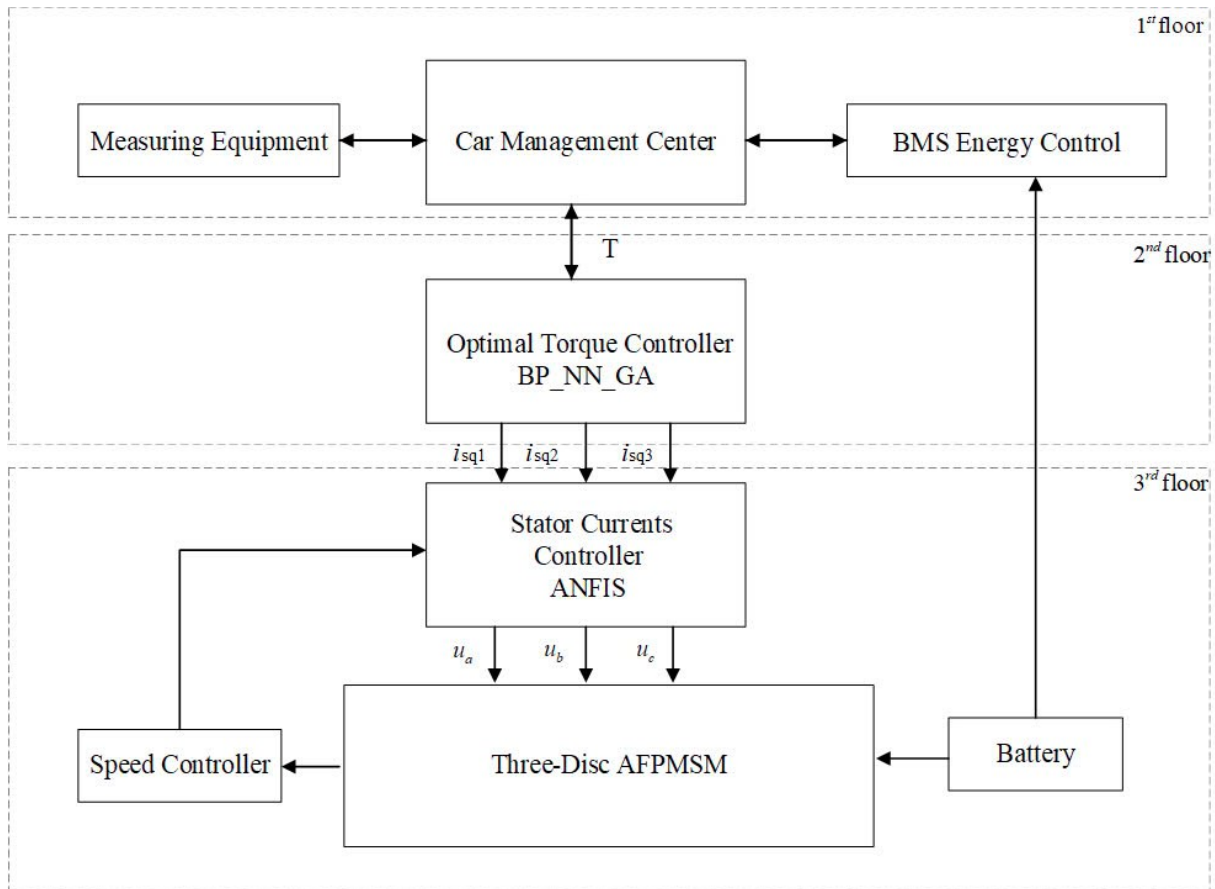 1st floor
Measuring Equipment
Car Management Center
BMS Energy Control
T
2nd floor
Optimal Torque Controller
BP_NN_GA
isq1 isq2 isq3
3rd floor
Stator Currents
Controller
ANFIS
ua ub uc
Speed Controller
Three-Disc AFPMSM
Battery